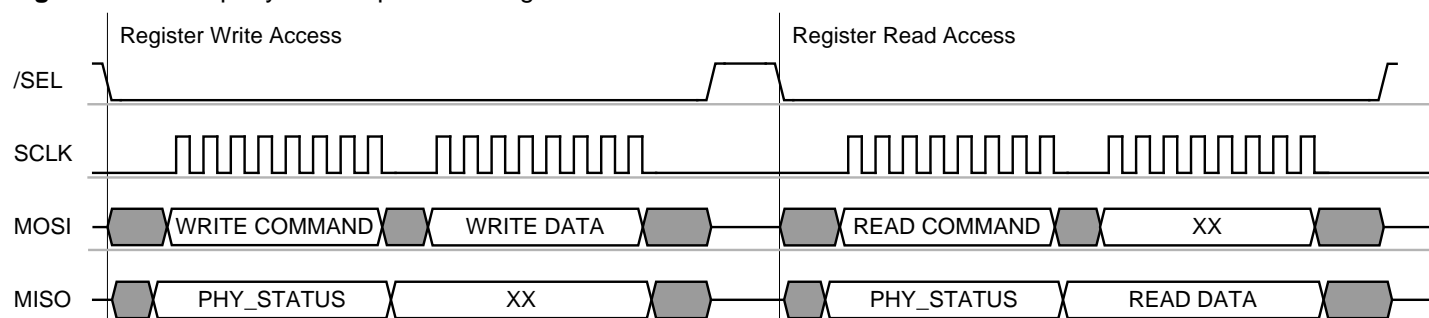 Register Write Access Register Read Access
/SEL
SCLK
MOSI WRITE COMMAND WRITE DATA READ COMMAND XX
MISO PHY_STATUS XX PHY_STATUS READ DATA